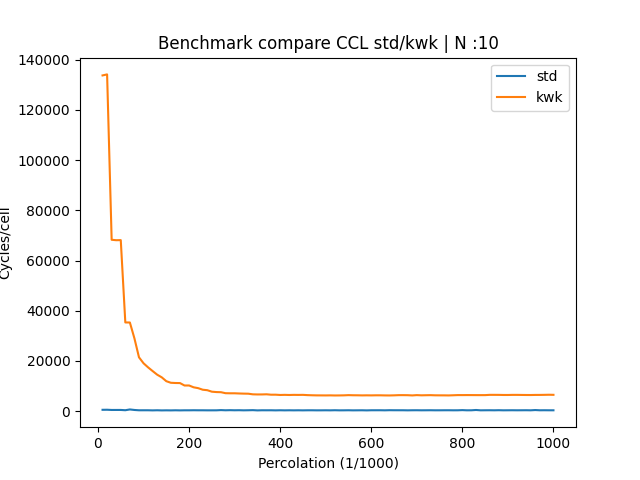 Benchmark compare CCL std/kwk | N :10
140000
120000
100000
80000
60000
40000
20000
0
Cycles/cell
std
kwk
0 200 400 600 800 1000
Percolation (1/1000)